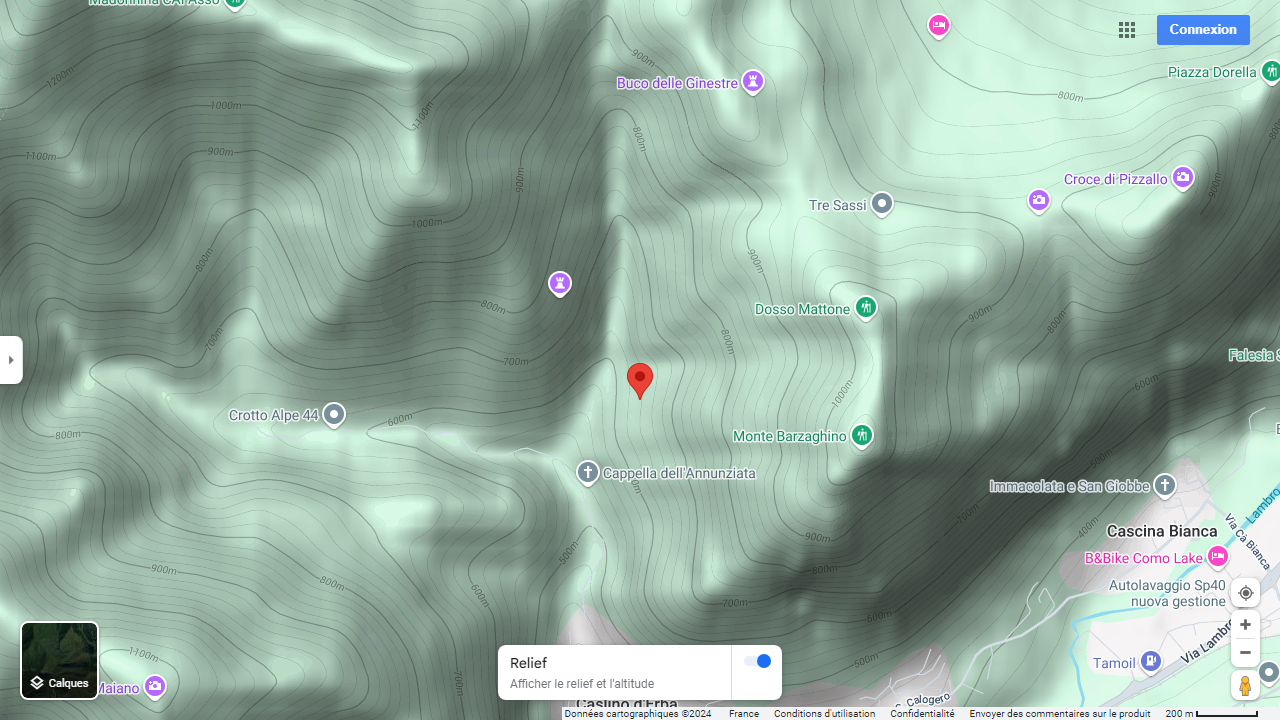 Madonnina CAI Asso
Connexion
Piazza Dorella
Buco delle Ginestre
900m
800m
1200m
1000m
1100m
800m
1100m
900m
900m
Croce di Pizzallo
900m
Tre Sassi
1000m
800m
900m
Dosso Mattone
800m
900m
800m
700m
800m
700m
Falesia S
600m
1000m
Crotto Alpe 44
600m
800m
Monte Barzaghino
500m
Cappella dell'Annunziata
Immacolata e San Giobbe
700m
400m
Lambro
Cascina Bianca
Via Ca Bianca
900m
500m
B&Bike Como Lake
900m
800m
800m
600m
Autolavaggio Sp40
nuova gestione
700m
600m
Via Lambro
1100m
500m
Tamoil
Maiano
Calques
700m
Relief
Afficher le relief et l'altitude
S. Calogero
Caslino d'Erba
Données cartographiques ©2024 France Conditions d'utilisation Confidentialité Envoyer des commentaires sur le produit 200 m